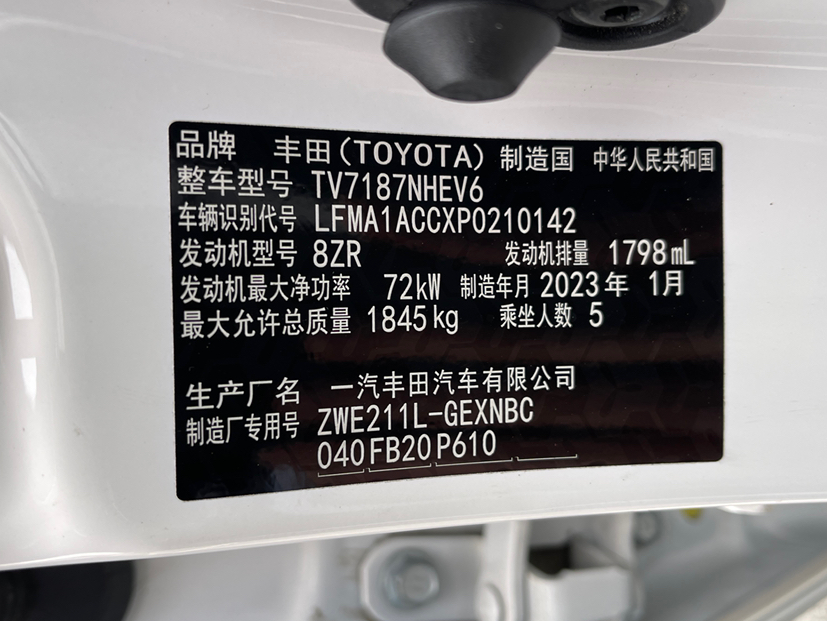 品牌 丰田(TOYOTA) 制造国 中华人民共和国
整车型号 TV7187NHEV6
车辆识别代号 LFMA1ACCXP0210142
发动机型号 8ZR 发动机排量 1798mL
发动机最大净功率 72kW 制造年月 2023年 1月
最大允许总质量 1845kg 乘坐人数 5
生产厂名 一汽丰田汽车有限公司
制造厂专用号 ZWE211L-GEXNBC
040 FB20 P610